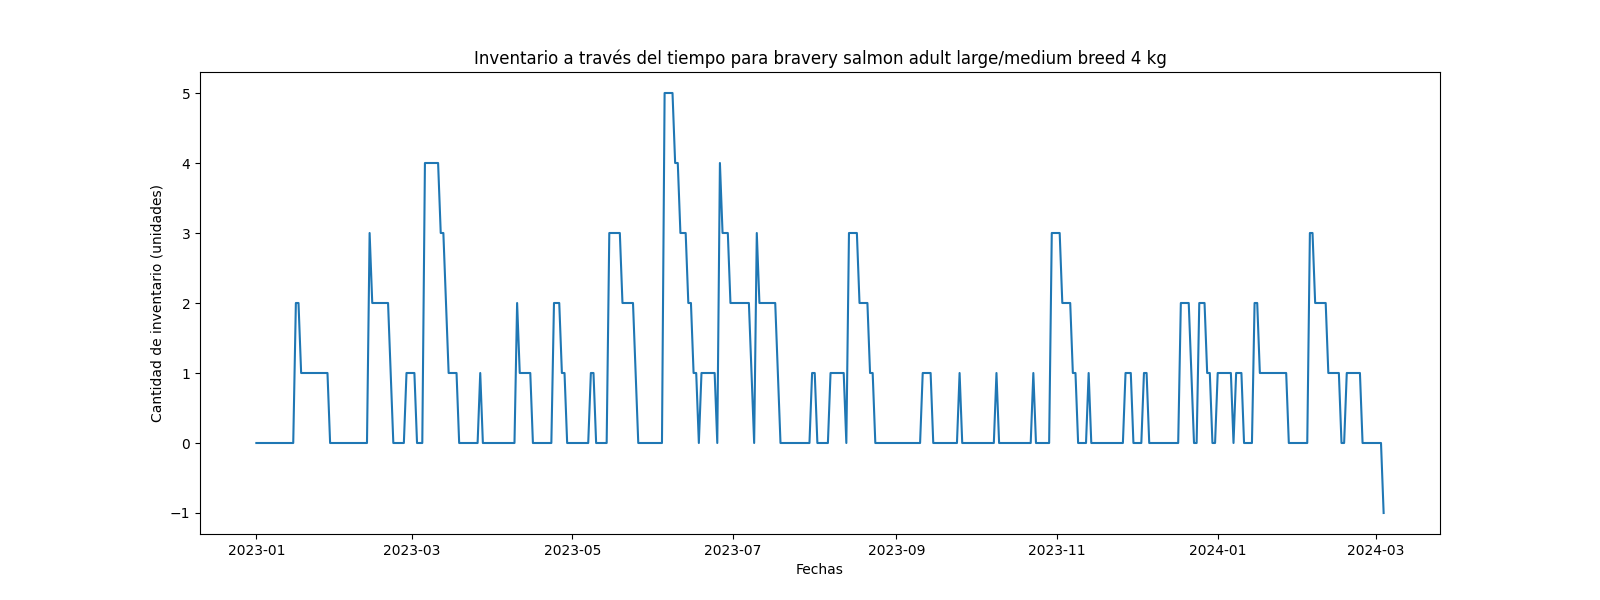 Inventario a través del tiempo para bravery salmon adult large/medium breed 4 kg
Cantidad de inventario (unidades)
5
4
3
2
1
0
−1
2023-01 2023-03 2023-05 2023-07 2023-09 2023-11 2024-01 2024-03
Fechas